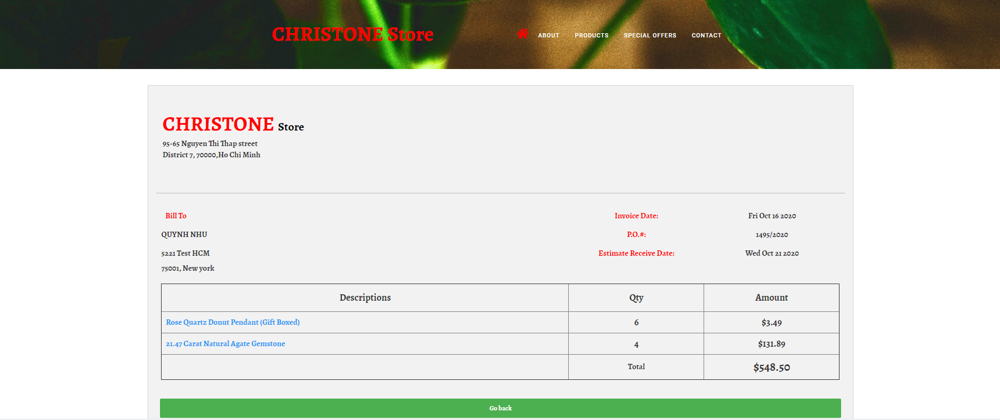 CHRISTONE Store
ABOUT PRODUCTS SPECIAL OFFERS CONTACT
CHRISTONE Store
95-65 Nguyen Thi Thap street
District 7, 70000,Ho Chi Minh
Bill To Invoice Date: Fri Oct 16 2020
QUYNH NHU P.O.#: 1495/2020
5221 Test HCM Estimate Receive Date: Wed Oct 21 2020
75001, New york
Descriptions Qty Amount
Rose Quartz Donut Pendant (Gift Boxed) 6 $3.49
21.47 Carat Natural Agate Gemstone 4 $131.89
Total $548.50
Go back